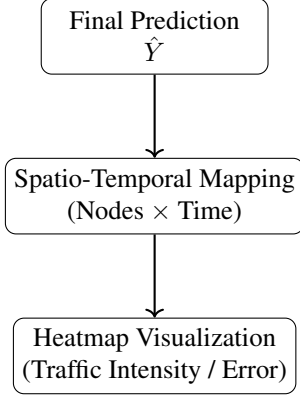 Final Prediction
Ŷ
Spatio-Temporal Mapping
(Nodes × Time)
Heatmap Visualization
(Traffic Intensity / Error)